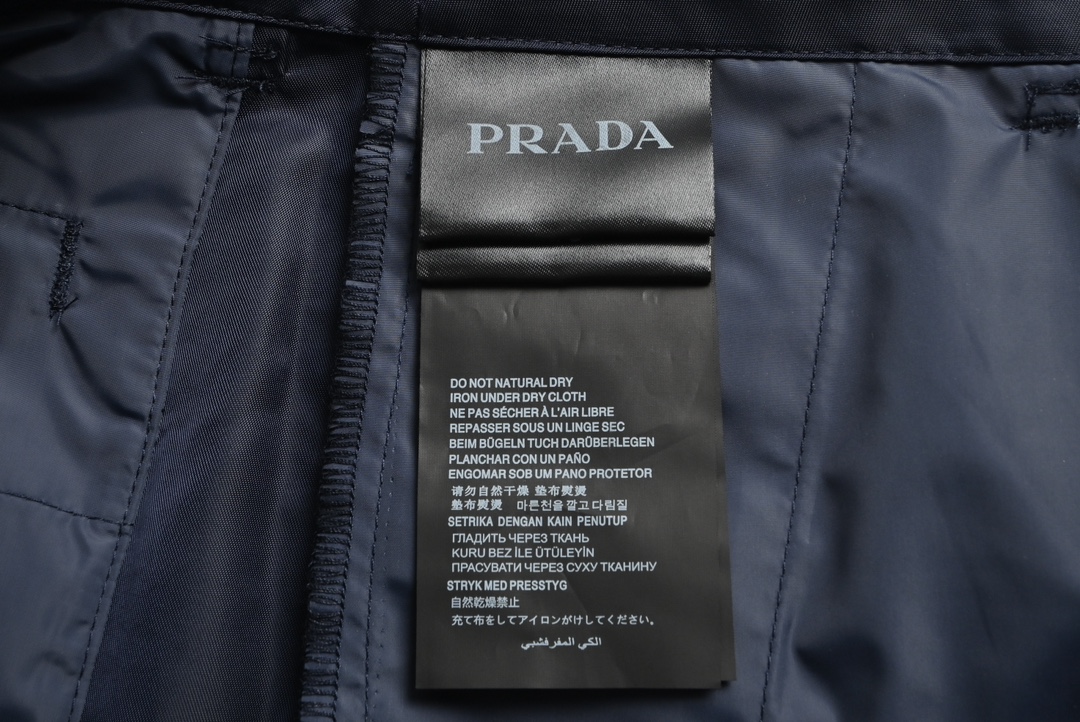 PRADA
DO NOT NATURAL DRY
IRON UNDER DRY CLOTH
NE PAS SÉCHER À L'AIR LIBRE
REPASSER SOUS UN LINGE SEC
BEIM BÜGELN TUCH DARÜBERLEGEN
PLANCHAR CON UN PAÑO
ENGOMAR SOB UM PANO PROTETOR
请勿自然干燥 垫布熨烫
墊布熨燙 마른천을 깔고 다림질
SETRIKA DENGAN KAIN PENUTUP
ГЛАДИТЬ ЧЕРЕЗ ТКАНЬ
KURU BEZ İLE ÜTÜLEYİN
ПРАСУВАТИ ЧЕРЕЗ СУХУ ТКАНИНУ
STRYK MED PRESSTYG
自然乾燥禁止
充て布をしてアイロンがけしてください。
الكي المفرفشبي